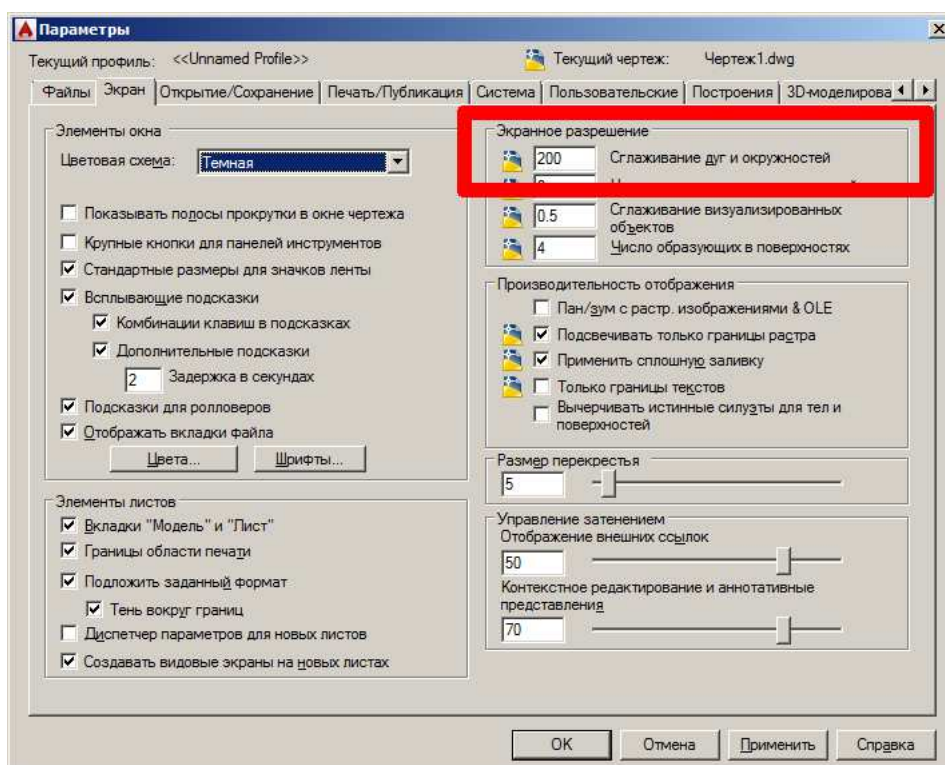 Параметры
Текущий профиль: <<Unnamed Profile>> Текущий чертеж: Чертеж1.dwg
Файлы Экран Открытие/Сохранение Печать/Публикация Система Пользовательские Построения 3D-моделирова
Элементы окна
Цветовая схема: Темная
Показывать полосы прокрутки в окне чертежа
Крупные кнопки для панелей инструментов
Стандартные размеры для значков ленты
Всплывающие подсказки
Комбинации клавиш в подсказках
Дополнительные подсказки
2 Задержка в секундах
Подсказки для ролловеров
Отображать вкладки файла
Цвета... Шрифты...
Элементы листов
Вкладки "Модель" и "Лист"
Границы области печати
Подложить заданный формат
Тень вокруг границ
Диспетчер параметров для новых листов
Создавать видовые экраны на новых листах
Экранное разрешение
200 Сглаживание дуг и окружностей
0.5 Сглаживание визуализированных
объектов
4 Число образующих в поверхностях
Производительность отображения
Пан/зум с растр. изображениями & OLE
Подсвечивать только границы растра
Применить сплошную заливку
Только границы текстов
Вычерчивать истинные силуэты для тел и
поверхностей
Размер перекрестья
5
Управление затенением
Отображение внешних ссылок
50
Контекстное редактирование и аннотативные
представления
70
OK Отмена Применить Справка